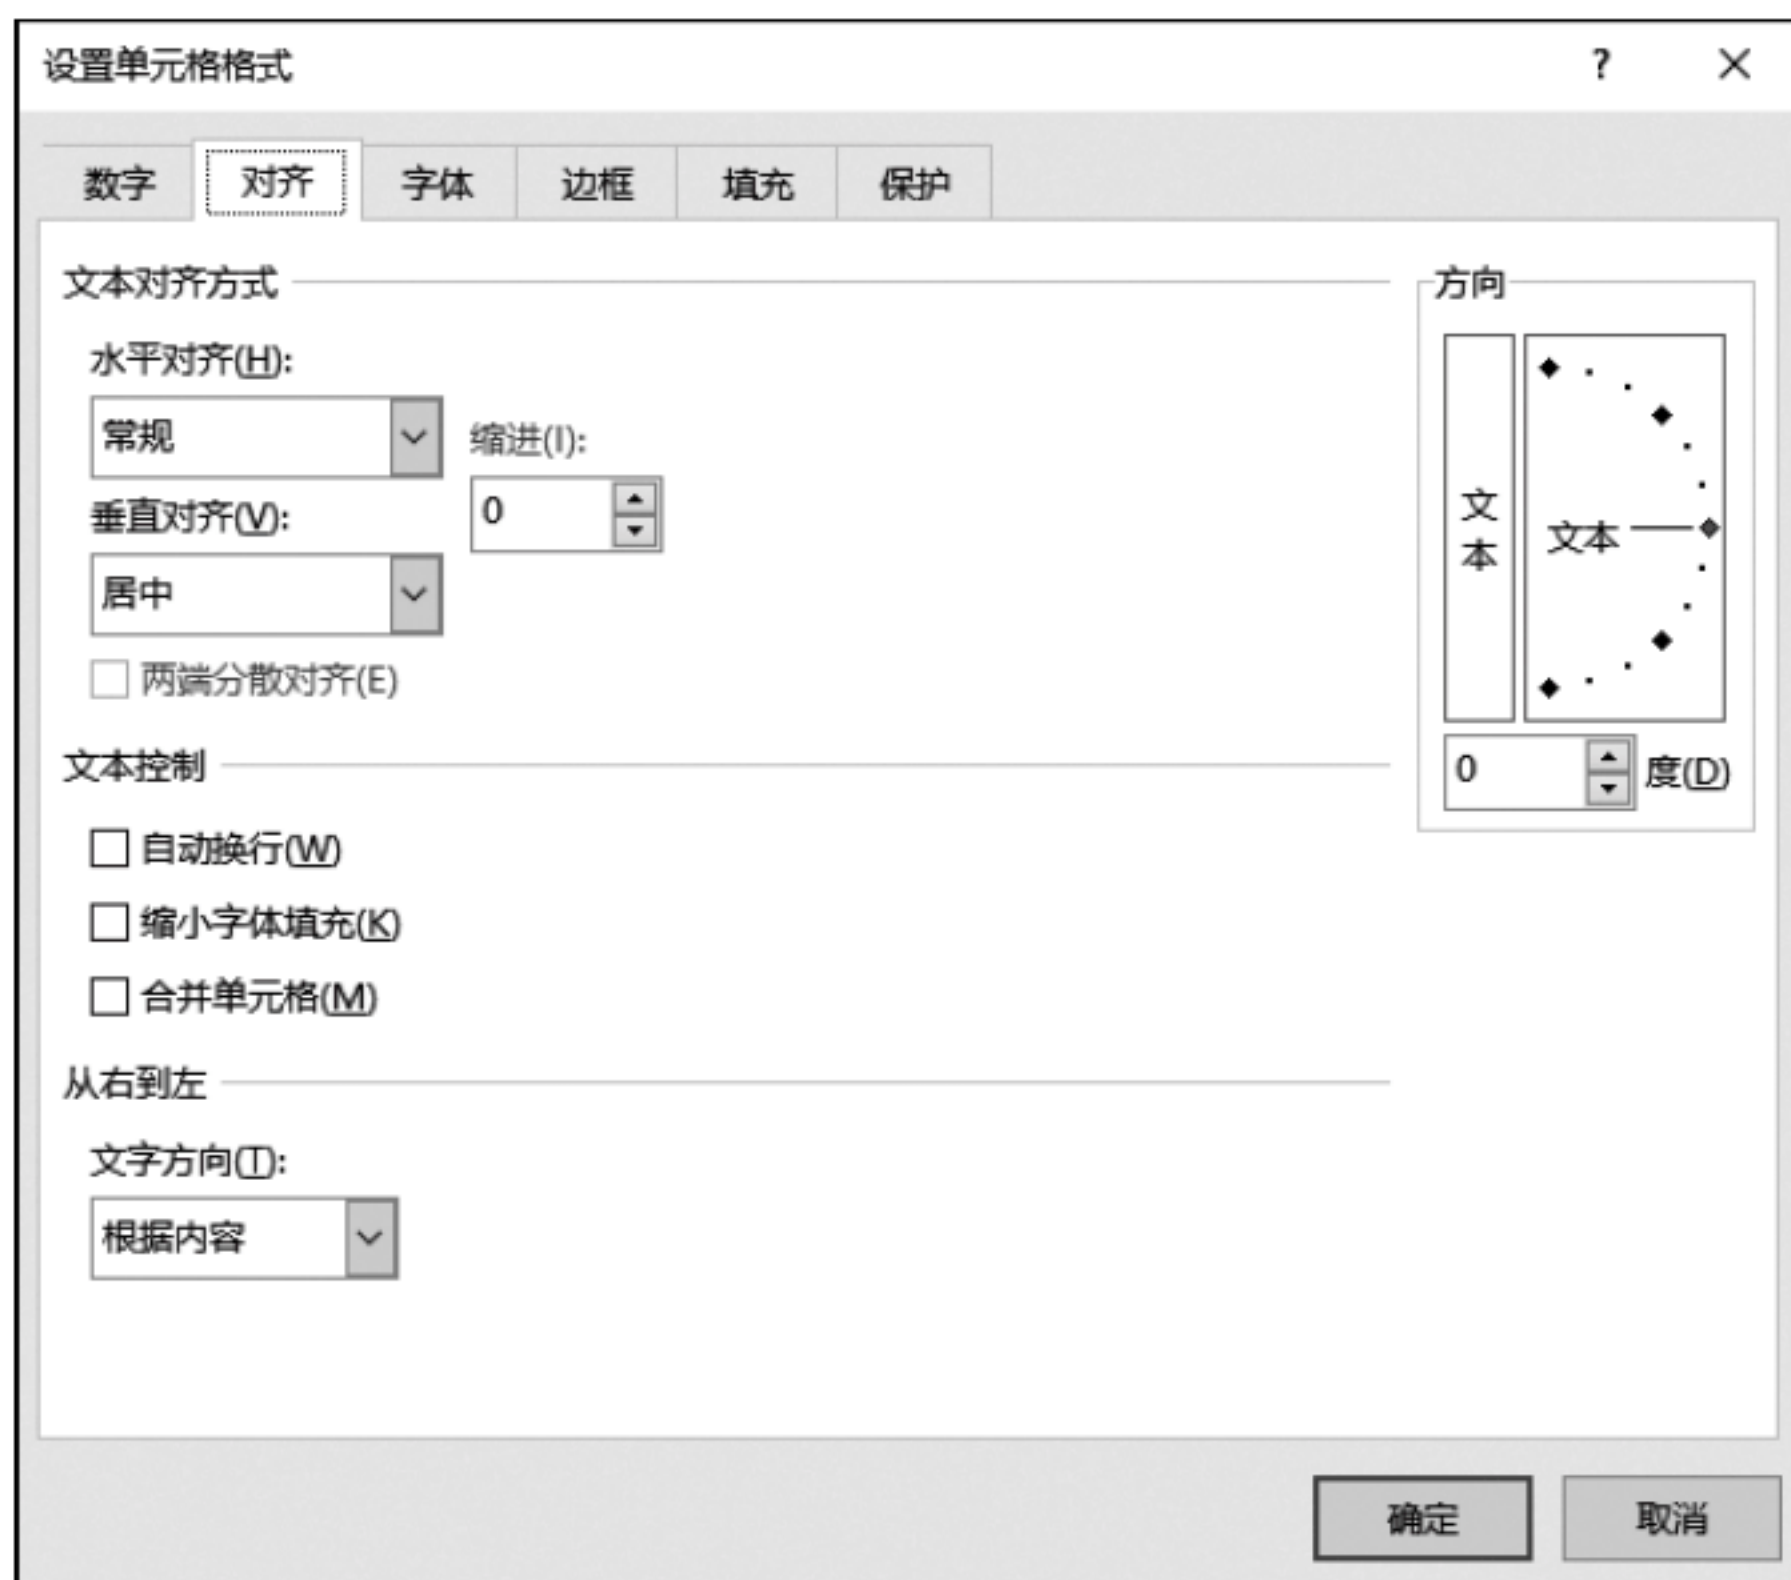 设置单元格格式 ? ×
数字 对齐 字体 边框 填充 保护
文本对齐方式
水平对齐(H):
常规
缩进(I):
0
垂直对齐(V):
居中
两端分散对齐(E)
文本控制
自动换行(W)
缩小字体填充(K)
合并单元格(M)
从右到左
文字方向(T):
根据内容
方向
文本
文本
0 度(D)
确定 取消